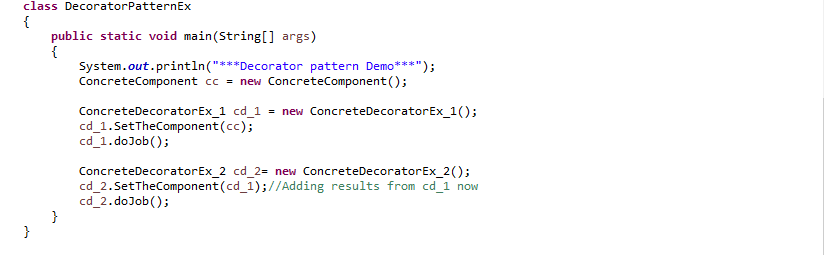 class DecoratorPatternEx
{
    public static void main(String[] args)
    {
        System.out.println("***Decorator pattern Demo***");
        ConcreteComponent cc = new ConcreteComponent();

        ConcreteDecoratorEx_1 cd_1 = new ConcreteDecoratorEx_1();
        cd_1.SetTheComponent(cc);
        cd_1.doJob();

        ConcreteDecoratorEx_2 cd_2= new ConcreteDecoratorEx_2();
        cd_2.SetTheComponent(cd_1);//Adding results from cd_1 now
        cd_2.doJob();
    }
}